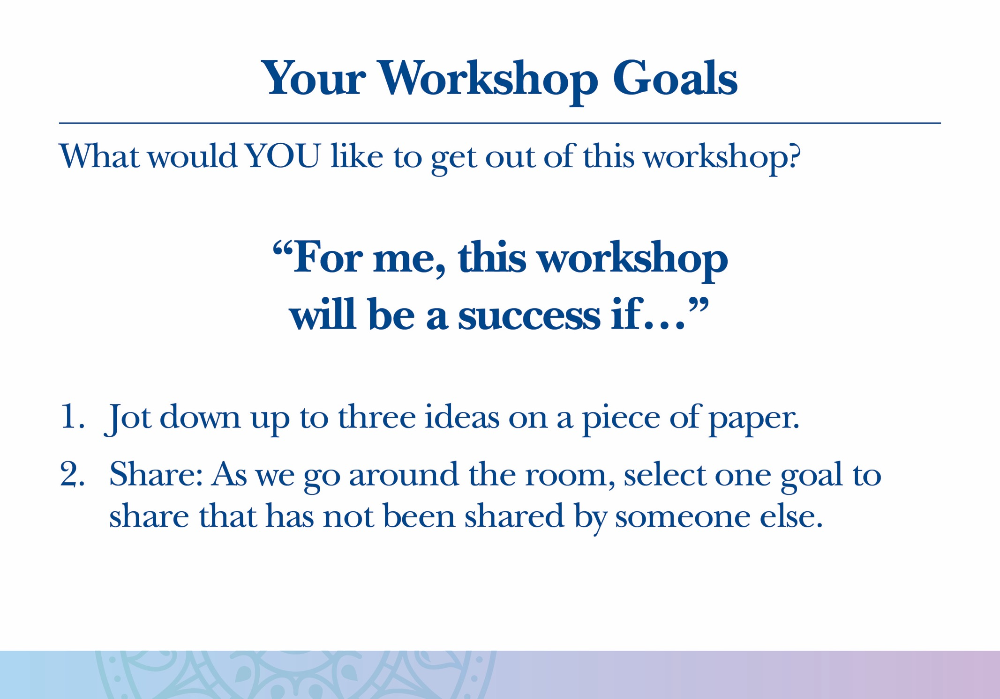 Your Workshop Goals
What would YOU like to get out of this workshop?
“For me, this workshop
will be a success if…”
1. Jot down up to three ideas on a piece of paper.
2. Share: As we go around the room, select one goal to
share that has not been shared by someone else.